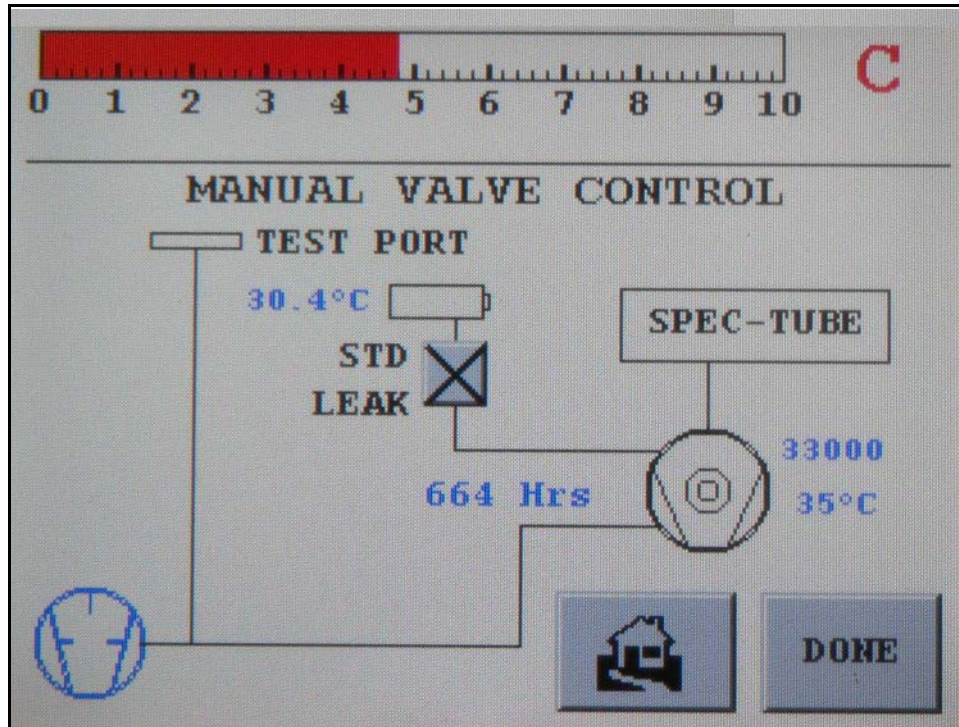 C
0 1 2 3 4 5 6 7 8 9 10
MANUAL VALVE CONTROL
TEST PORT
30.4°C
SPEC-TUBE
STD
LEAK
33000
664 Hrs
35°C
DONE